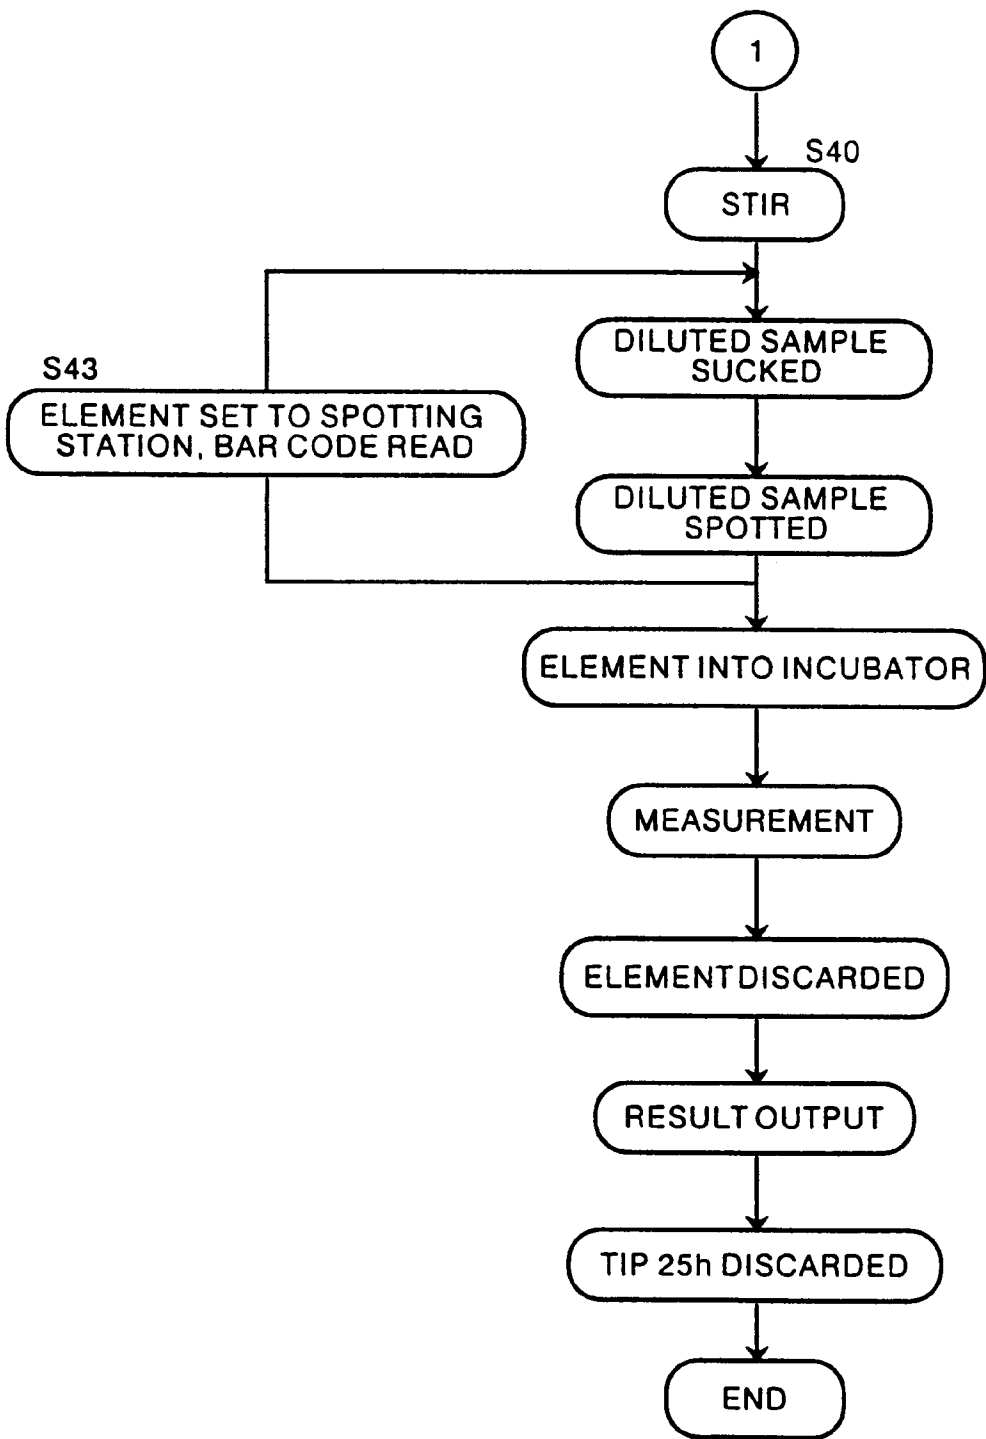 1
S40
STIR
DILUTED SAMPLE
SUCKED
S43
ELEMENT SET TO SPOTTING
STATION, BAR CODE READ
DILUTED SAMPLE
SPOTTED
ELEMENT INTO INCUBATOR
MEASUREMENT
ELEMENT DISCARDED
RESULT OUTPUT
TIP 25h DISCARDED
END